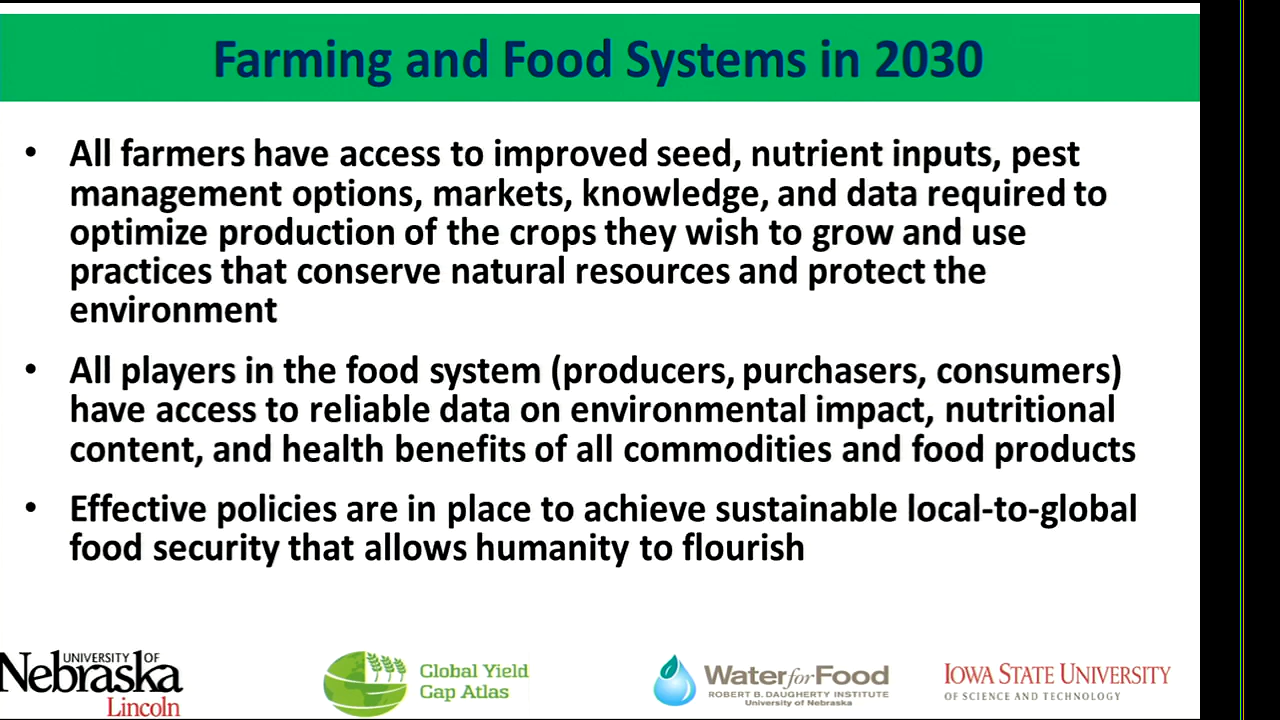 Farming and Food Systems in 2030
• All farmers have access to improved seed, nutrient inputs, pest
management options, markets, knowledge, and data required to
optimize production of the crops they wish to grow and use
practices that conserve natural resources and protect the
environment
• All players in the food system (producers, purchasers, consumers)
have access to reliable data on environmental impact, nutritional
content, and health benefits of all commodities and food products
• Effective policies are in place to achieve sustainable local-to-global
food security that allows humanity to flourish
UNIVERSITY OF
Nebraska
Lincoln
Global Yield
Gap Atlas
Water for Food
ROBERT B. DAUGHERTY INSTITUTE
University of Nebraska
IOWA STATE UNIVERSITY
OF SCIENCE AND TECHNOLOGY